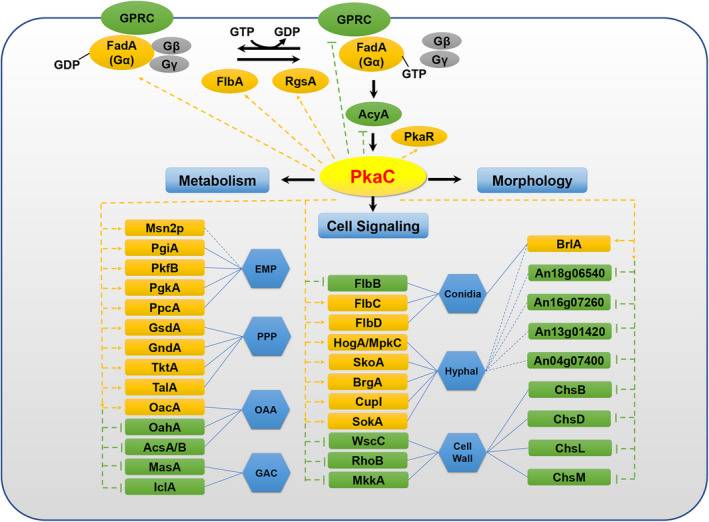 GPRC
GPRC
GTP
GDP
FadA
(Gα)
Gβ
Gγ
GDP
FadA
(Gα)
Gβ
Gγ
GTP
FlbA
RgsA
AcyA
PkaR
PkaC
Metabolism
Morphology
Cell Signaling
Msn2p
PgiA
PkfB
PgkA
PpcA
GsdA
GndA
TktA
TalA
OacA
OahA
AcsA/B
MasA
IclA
EMP
PPP
OAA
GAC
FlbB
FlbC
FlbD
HogA/MpkC
SkoA
BrgA
CupI
SokA
WscC
RhoB
MkkA
Conidia
Hyphal
Cell
Wall
BrlA
An18g06540
An16g07260
An13g01420
An04g07400
ChsB
ChsD
ChsL
ChsM